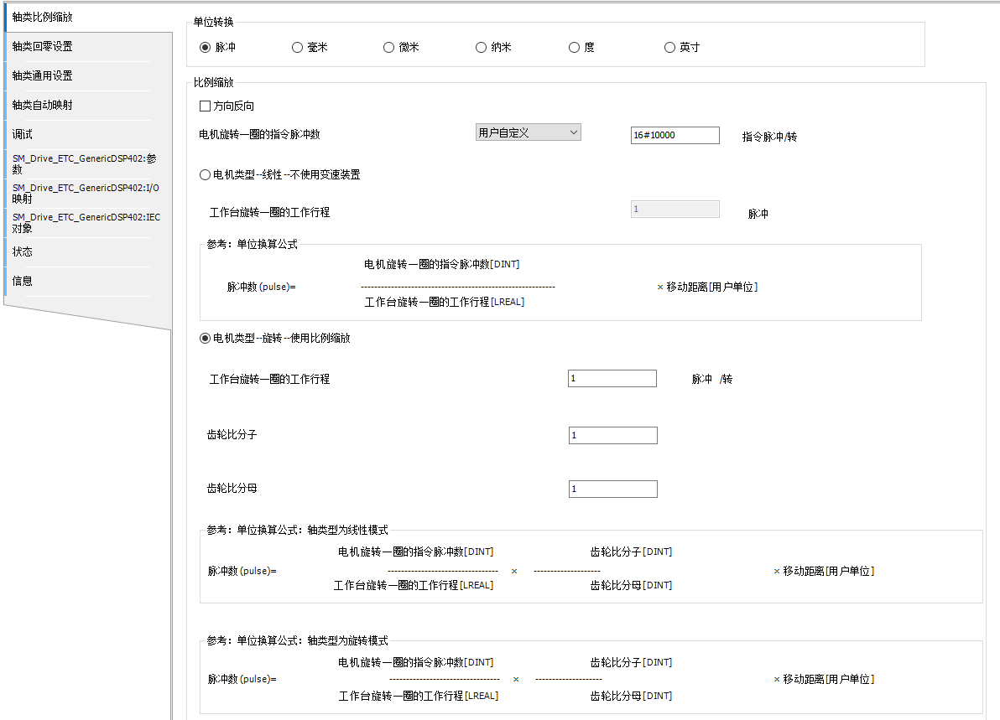 轴类比例缩放
轴类回零设置
轴类通用设置
轴类自动映射
调试
SM_Drive_ETC_GenericDSP402:参
数
SM_Drive_ETC_GenericDSP402:I/O
映射
SM_Drive_ETC_GenericDSP402:IEC
对象
状态
信息
单位转换
脉冲 毫米 微米 纳米 度 英寸
比例缩放
方向反向
电机旋转一圈的指令脉冲数 用户自定义 16#10000 指令脉冲/转
电机类型--线性--不使用变速装置
工作台旋转一圈的工作行程 1 脉冲
参考：单位换算公式
电机旋转一圈的指令脉冲数[DINT]
脉冲数(pulse)= ---------------------------------------------------------- × 移动距离[用户单位]
工作台旋转一圈的工作行程[LREAL]
电机类型--旋转--使用比例缩放
工作台旋转一圈的工作行程 1 脉冲 /转
齿轮比分子 1
齿轮比分母 1
参考：单位换算公式：轴类型为线性模式
电机旋转一圈的指令脉冲数[DINT] 齿轮比分子[DINT]
脉冲数(pulse)= --------------------------------- × -------------------- × 移动距离[用户单位]
工作台旋转一圈的工作行程[LREAL] 齿轮比分母[DINT]
参考：单位换算公式：轴类型为旋转模式
电机旋转一圈的指令脉冲数[DINT] 齿轮比分子[DINT]
脉冲数(pulse)= --------------------------------- × -------------------- × 移动距离[用户单位]
工作台旋转一圈的工作行程[LREAL] 齿轮比分母[DINT]